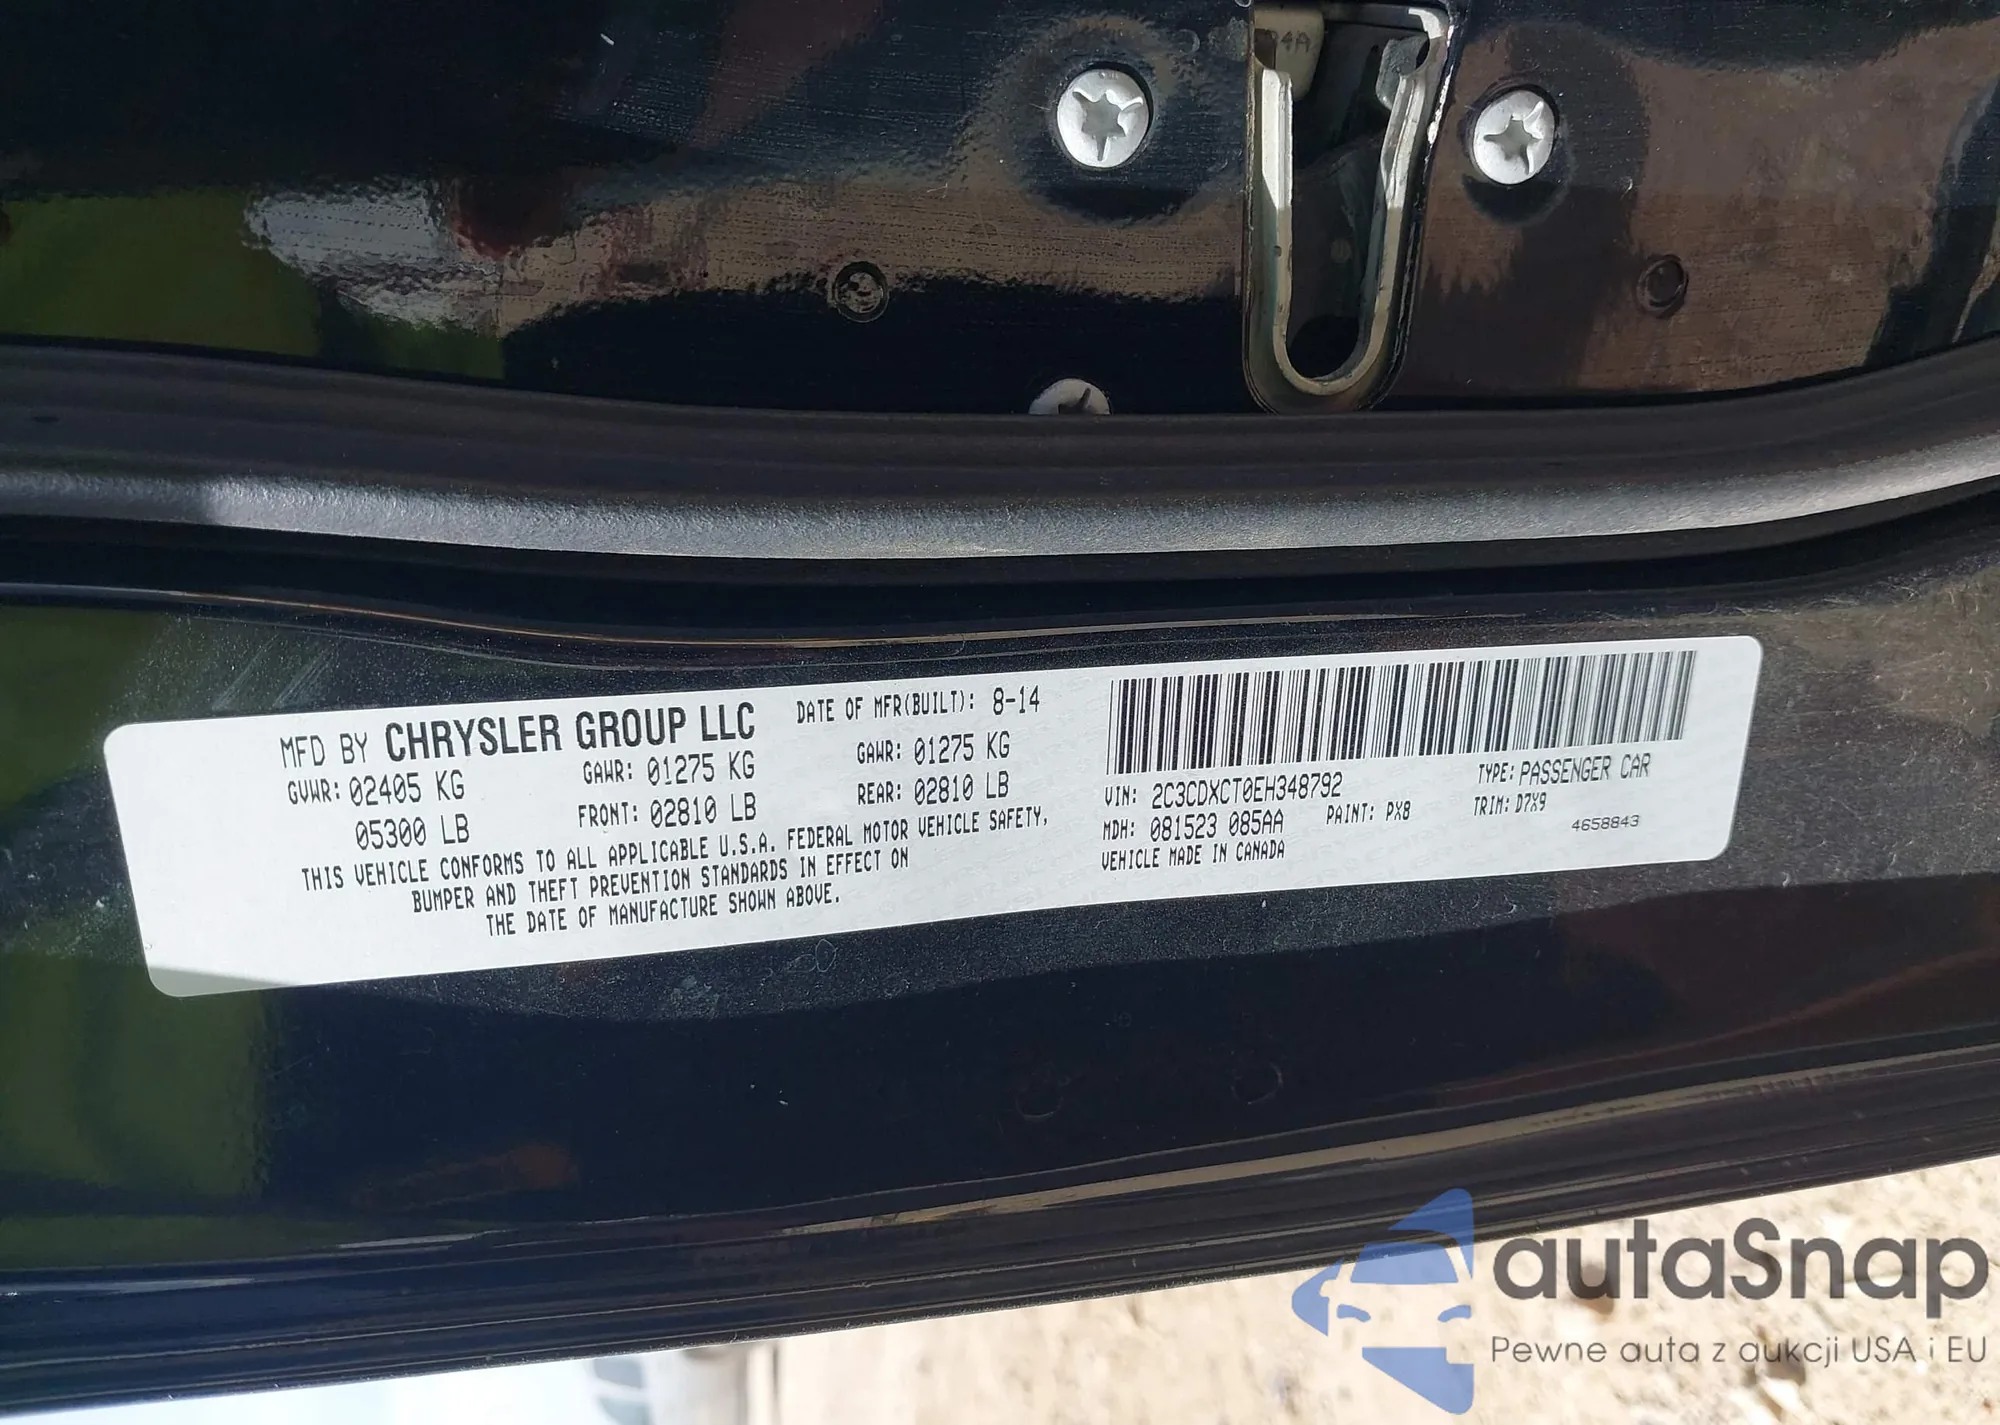 MFD BY CHRYSLER GROUP LLC DATE OF MFR(BUILT): 8-14
GVWR: 02405 KG GAWR: 01275 KG GAWR: 01275 KG
05300 LB FRONT: 02810 LB REAR: 02810 LB
THIS VEHICLE CONFORMS TO ALL APPLICABLE U.S.A. FEDERAL MOTOR VEHICLE SAFETY,
BUMPER AND THEFT PREVENTION STANDARDS IN EFFECT ON
THE DATE OF MANUFACTURE SHOWN ABOVE.
VIN: 2C3CDXCT0EH348792 TYPE: PASSENGER CAR
MDH: 081523 085AA PAINT: PX8 TRIM: D7X9
VEHICLE MADE IN CANADA 4658843
autaSnap
Pewne auta z aukcji USA i EU